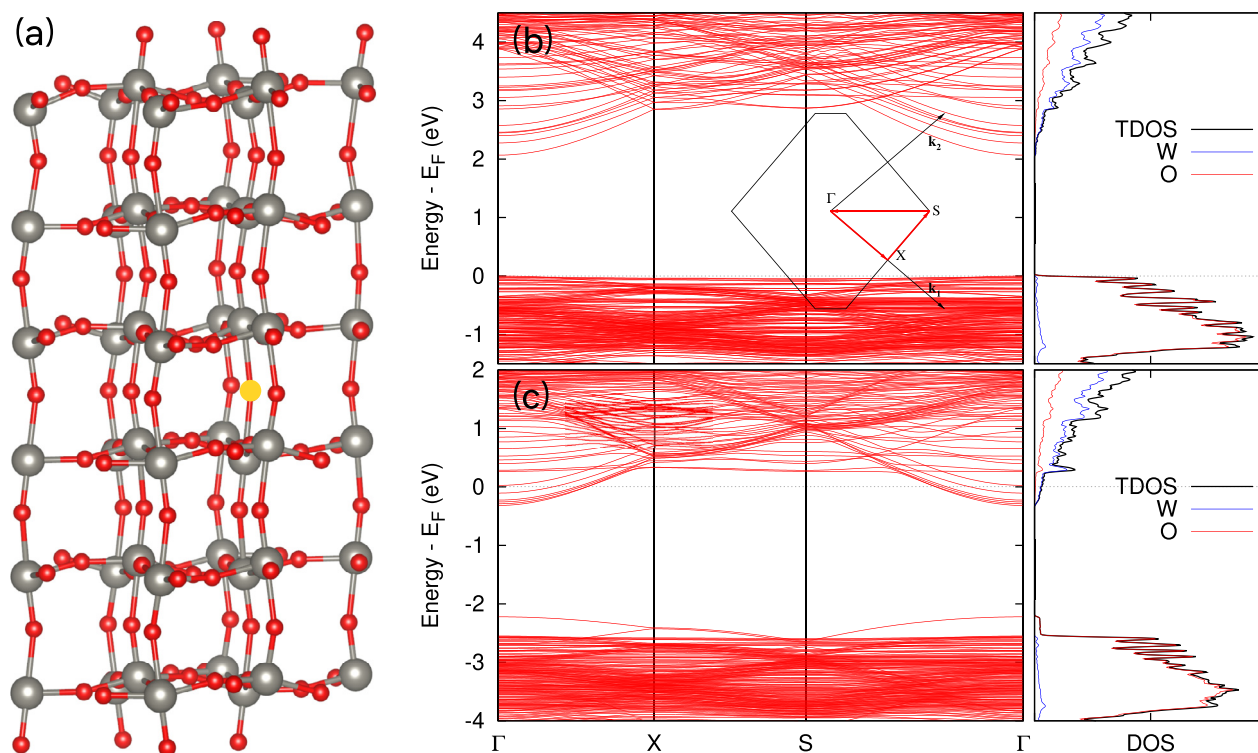 (a)
(b)
4
3
2
1
0
-1
Energy - E_F (eV)
k₂
Γ
S
X
k₁
TDOS
W
O
(c)
2
1
0
-1
-2
-3
-4
Energy - E_F (eV)
TDOS
W
O
Γ
X
S
Γ
DOS